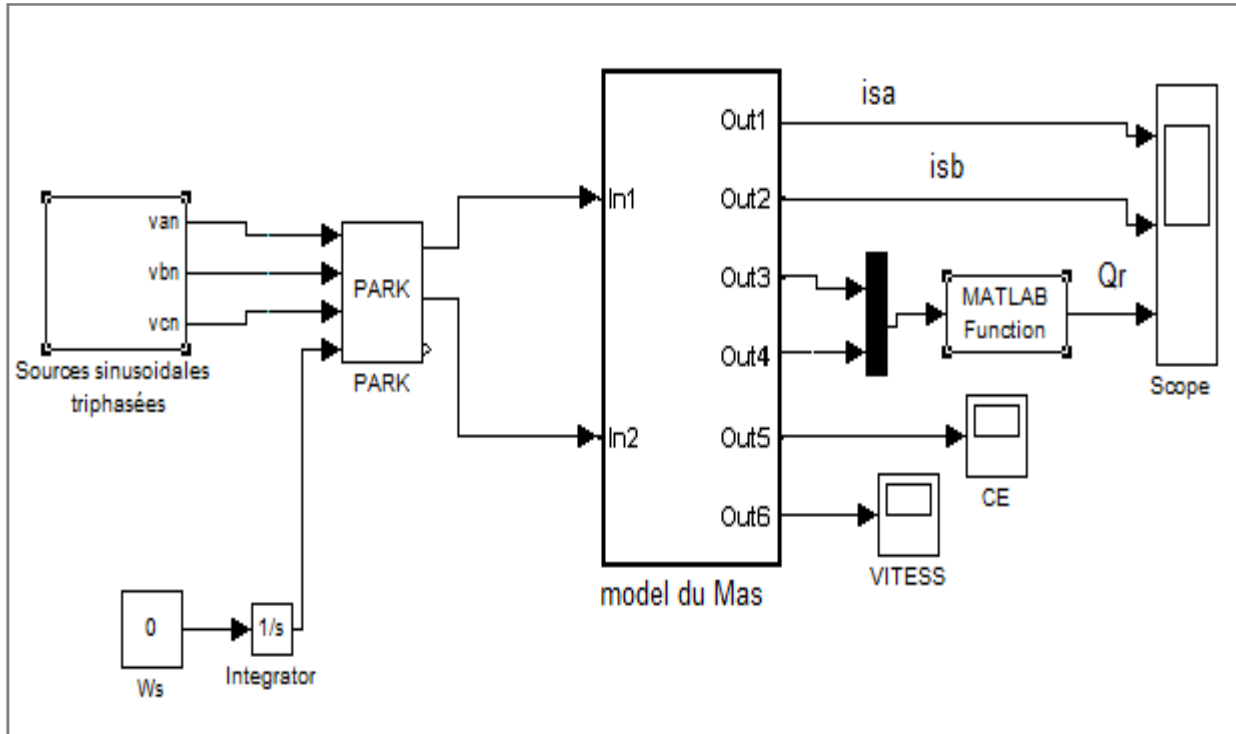 van
vbn
vcn
Sources sinusoidales
triphasées
PARK
PARK
0
Ws
1/s
Integrator
In1
In2
Out1
Out2
Out3
Out4
Out5
Out6
model du Mas
isa
isb
MATLAB
Function
Qr
Scope
CE
VITESS